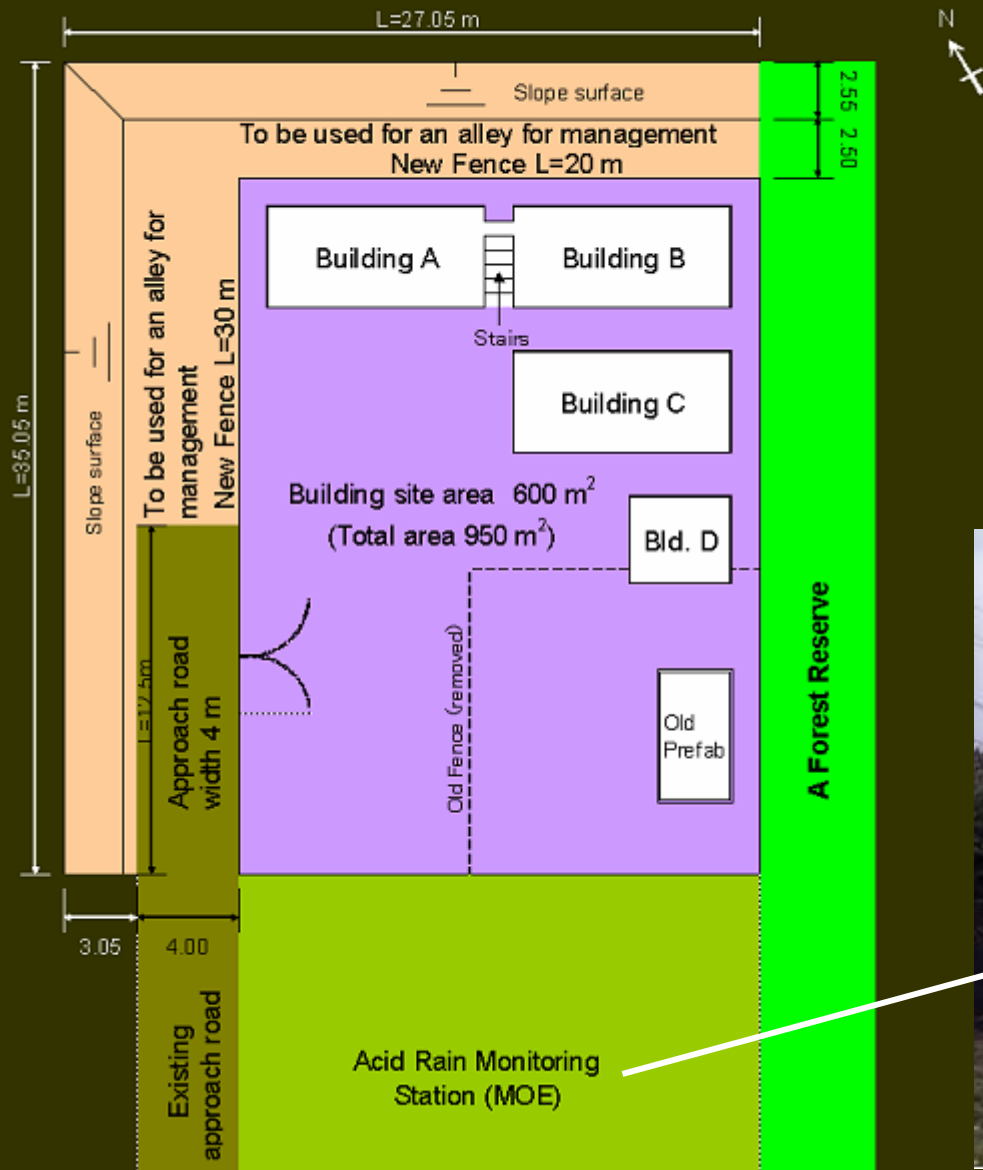 L=27.05 m
N
Slope surface
2.55
To be used for an alley for management
New Fence L=20 m
2.50
Building A
Building B
Stairs
To be used for an alley for
management
New Fence L=30 m
Building C
L=35.05 m
Slope surface
Building site area 600 m²
(Total area 950 m²)
Bld. D
A Forest Reserve
Old Fence (removed)
L=12.5m
Approach road
width 4 m
Old
Prefab
3.05
4.00
Existing
approach road
Acid Rain Monitoring
Station (MOE)